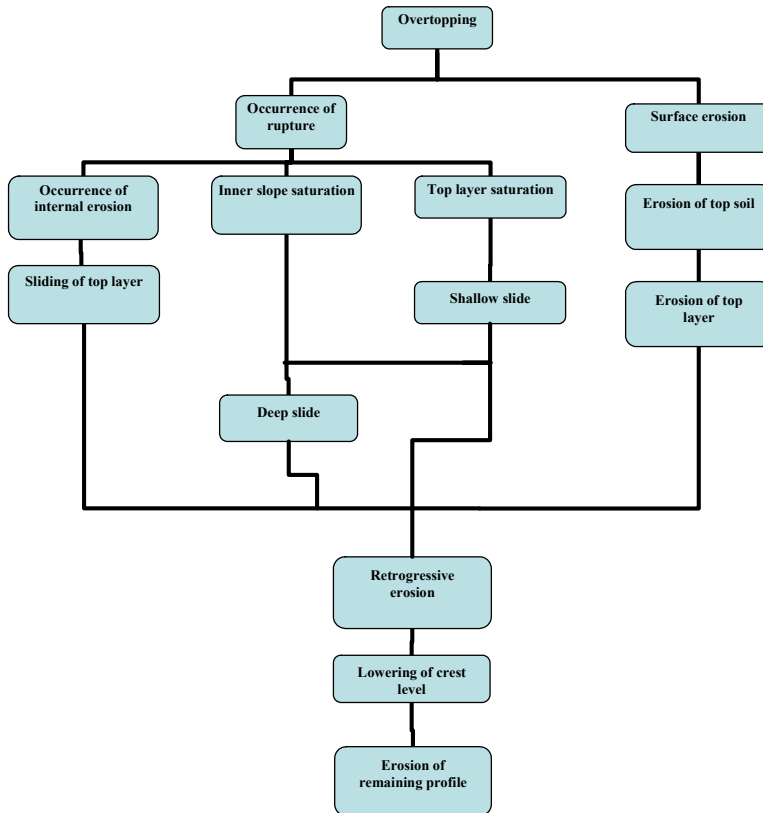 Overtopping
Occurrence of
rupture
Surface erosion
Occurrence of
internal erosion
Inner slope saturation
Top layer saturation
Erosion of top soil
Sliding of top layer
Shallow slide
Erosion of top
layer
Deep slide
Retrogressive
erosion
Lowering of crest
level
Erosion of
remaining profile